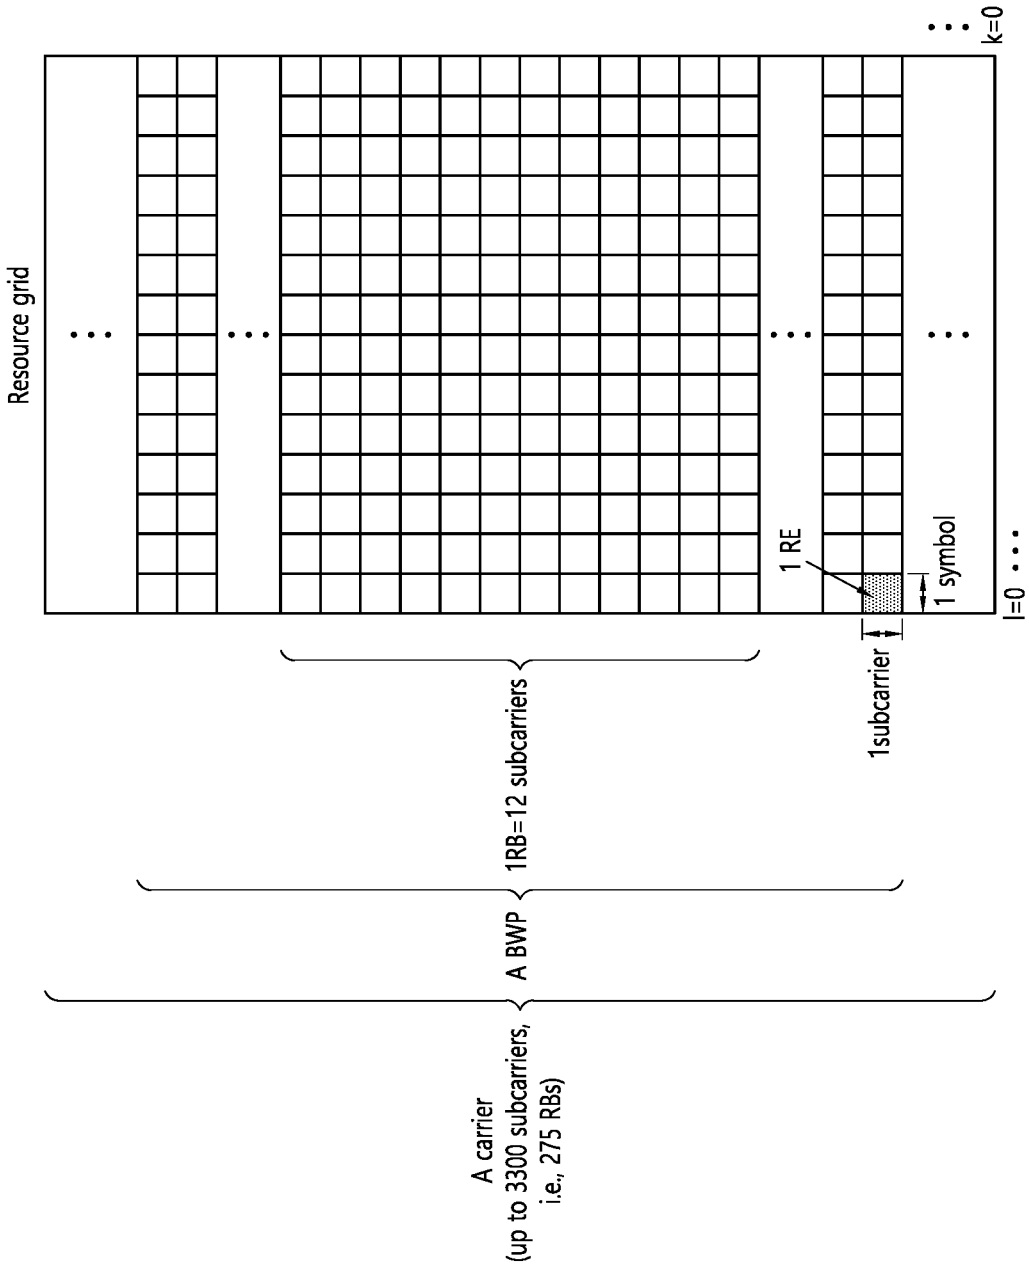 Resource grid
A carrier
(up to 3300 subcarriers,
i.e., 275 RBs)
A BWP
1RB=12 subcarriers
1 RE
1subcarrier
1 symbol
l=0 •••
k=0